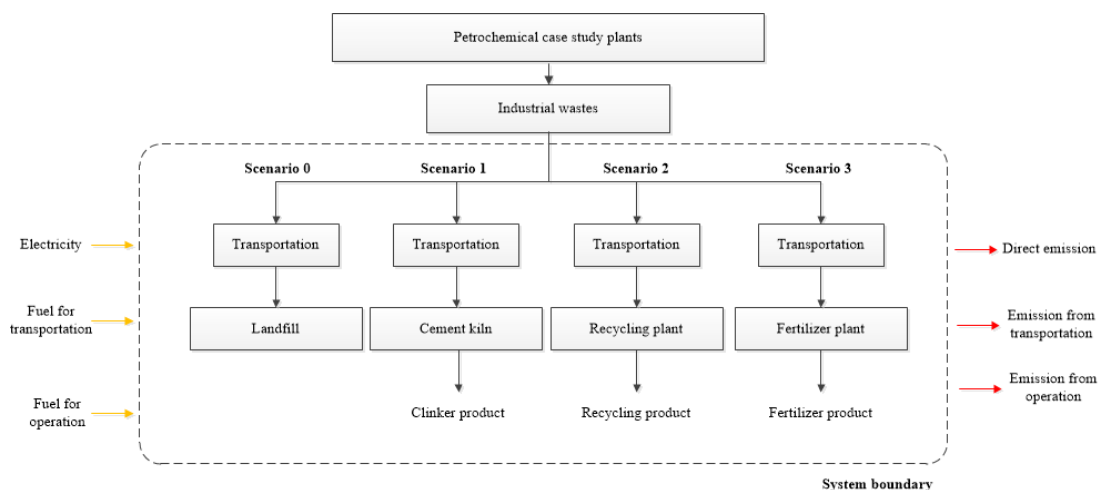 Petrochemical case study plants
Industrial wastes
Scenario 0
Scenario 1
Scenario 2
Scenario 3
Electricity
Transportation
Transportation
Transportation
Transportation
Direct emission
Fuel for
transportation
Landfill
Cement kiln
Recycling plant
Fertilizer plant
Emission from
transportation
Fuel for
operation
Clinker product
Recycling product
Fertilizer product
Emission from
operation
System boundary